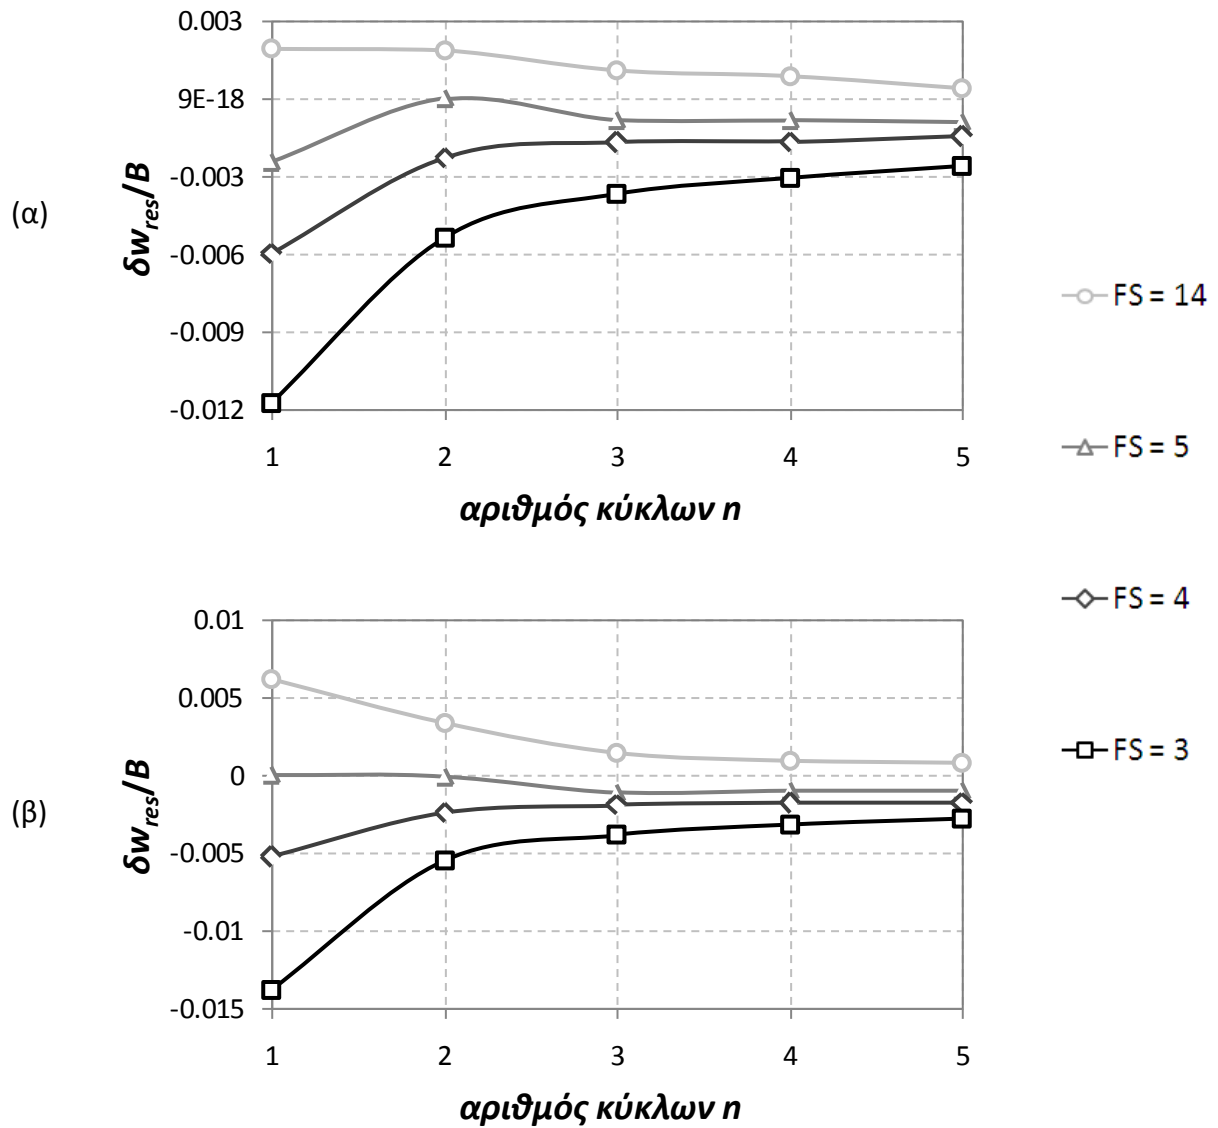 (α)
δw_res/B
0.003
9E-18
-0.003
-0.006
-0.009
-0.012
1 2 3 4 5
αριθμός κύκλων n
FS = 14
FS = 5
FS = 4
FS = 3
(β)
δw_res/B
0.01
0.005
0
-0.005
-0.01
-0.015
1 2 3 4 5
αριθμός κύκλων n